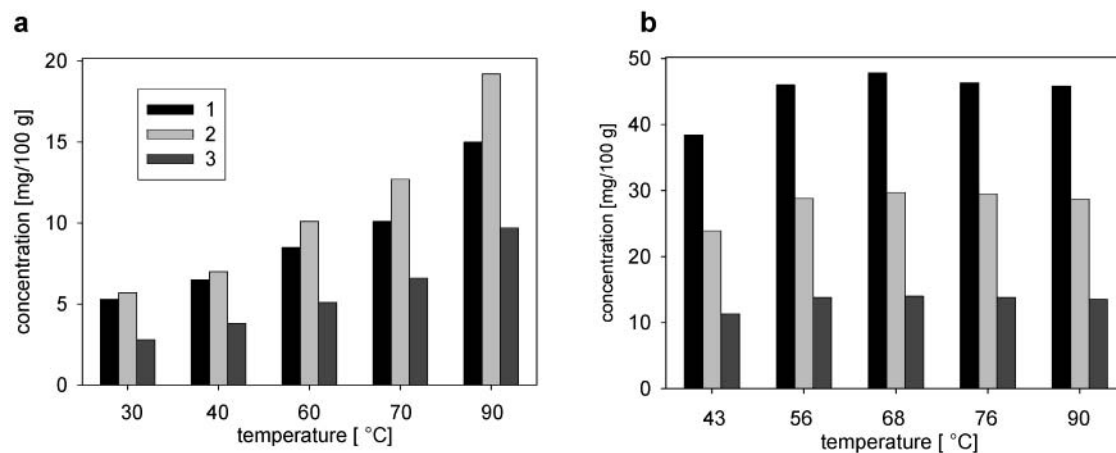 a
20
15
10
5
0
concentration [mg/100 g]
1
2
3
30 40 60 70 90
temperature [ °C]
b
50
40
30
20
10
0
concentration [mg/100 g]
43 56 68 76 90
temperature [ °C]